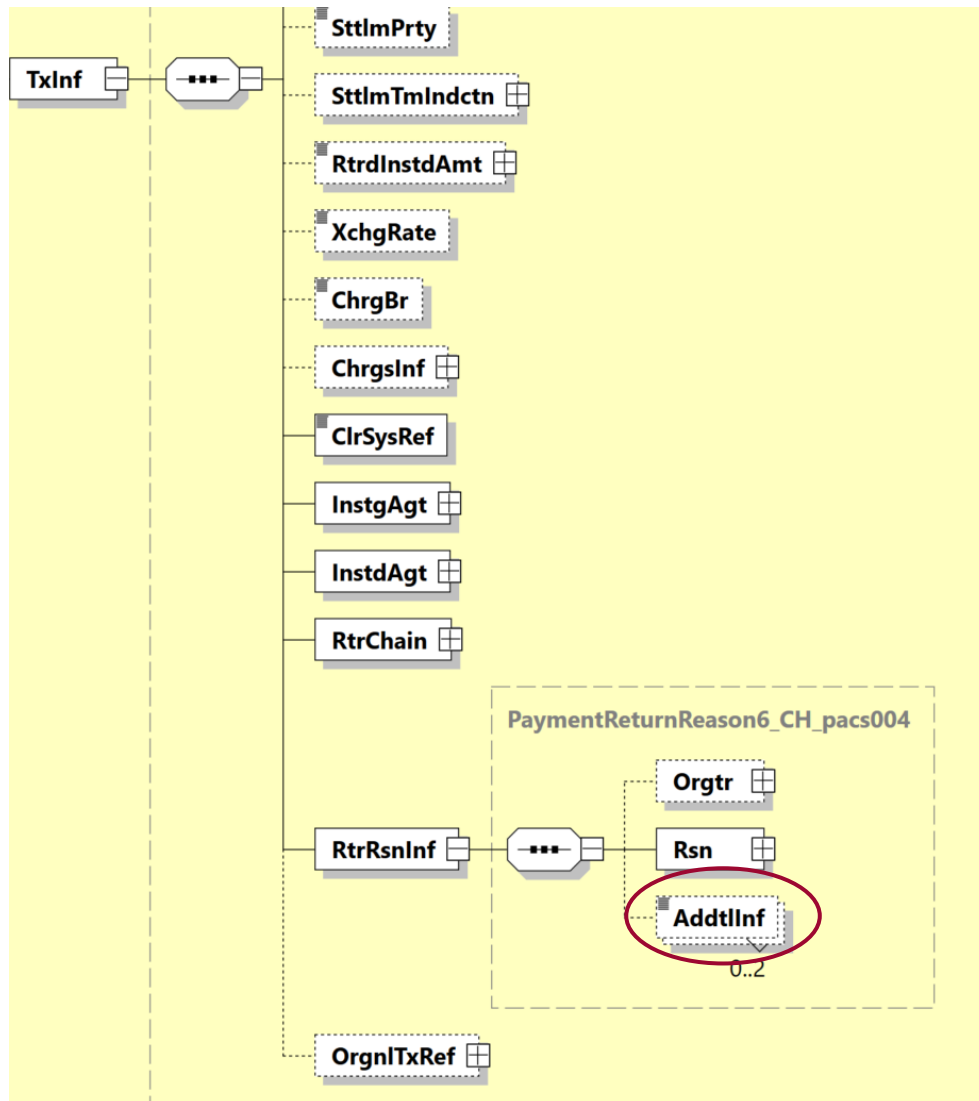 SttlmPrty
TxInf
SttlmTmIndctn
RtrdInstdAmt
XchgRate
ChrgBr
ChrgsInf
ClrSysRef
InstgAgt
InstdAgt
RtrChain
PaymentReturnReason6_CH_pacs004
Orgtr
RtrRsnInf
Rsn
AddtlInf
0..2
OrgnlTxRef